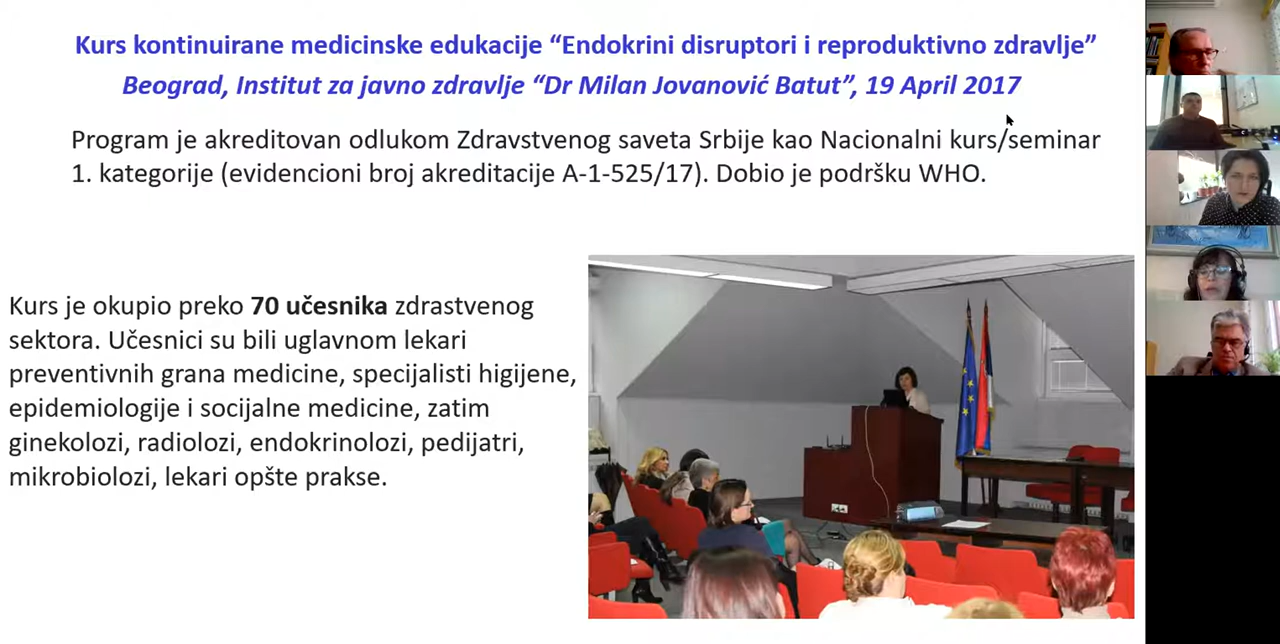 Kurs kontinuirane medicinske edukacije “Endokrini disruptori i reproduktivno zdravlje”
Beograd, Institut za javno zdravlje “Dr Milan Jovanović Batut”, 19 April 2017
Program je akreditovan odlukom Zdravstvenog saveta Srbije kao Nacionalni kurs/seminar
1. kategorije (evidencioni broj akreditacije A-1-525/17). Dobio je podršku WHO.
Kurs je okupio preko 70 učesnika zdrastvenog
sektora. Učesnici su bili uglavnom lekari
preventivnih grana medicine, specijalisti higijene,
epidemiologije i socijalne medicine, zatim
ginekolozi, radiolozi, endokrinolozi, pedijatri,
mikrobiolozi, lekari opšte prakse.